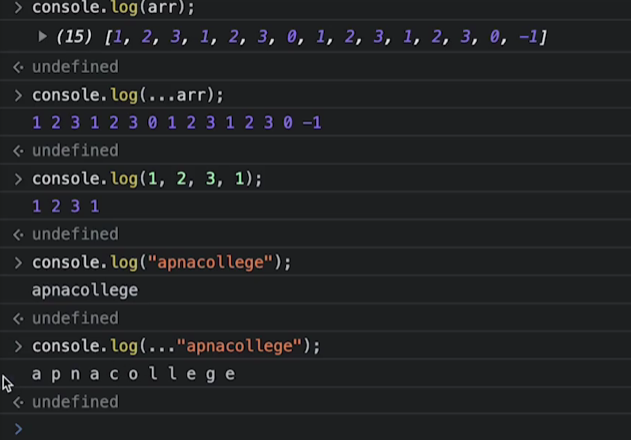 > console.log(arr);
▶ (15) [1, 2, 3, 1, 2, 3, 0, 1, 2, 3, 1, 2, 3, 0, −1]
<· undefined
> console.log(...arr);
1 2 3 1 2 3 0 1 2 3 1 2 3 0 −1
<· undefined
> console.log(1, 2, 3, 1);
1 2 3 1
<· undefined
> console.log("apnacollege");
apnacollege
<· undefined
> console.log(..."apnacollege");
a p n a c o l l e g e
<· undefined
>